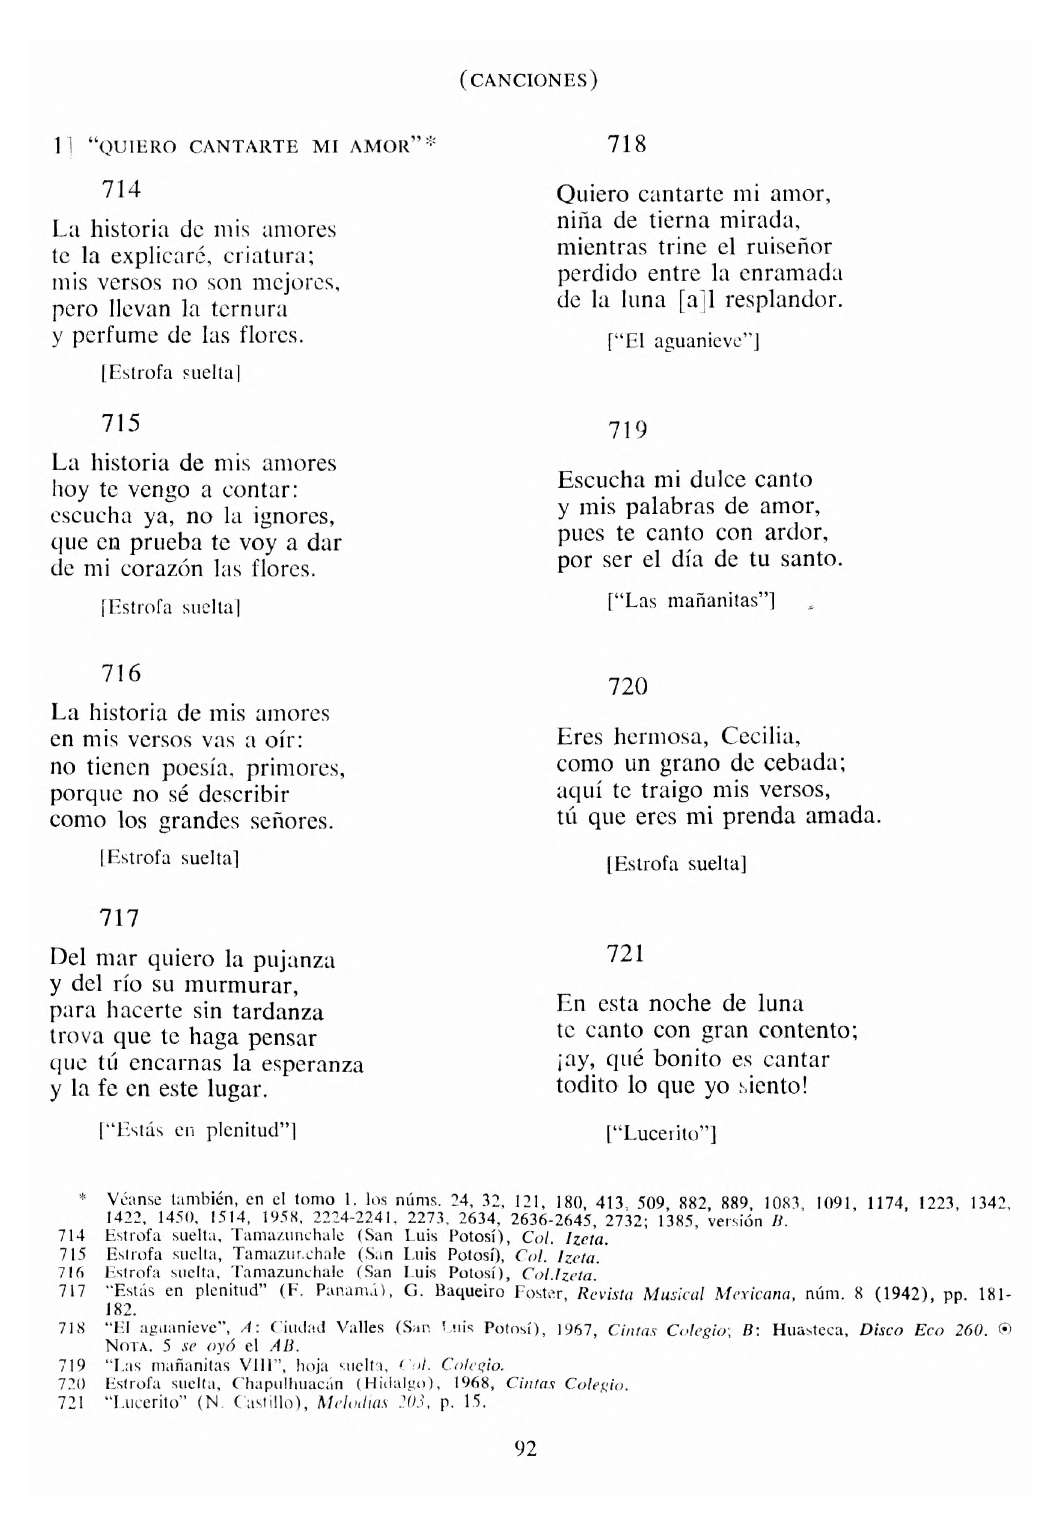 (CANCIONES)
1] “QUIERO CANTARTE MI AMOR”*
714
La historia de mis amores
te la explicaré, criatura;
mis versos no son mejores,
pero llevan la ternura
y perfume de las flores.
[Estrofa suelta]
715
La historia de mis amores
hoy te vengo a contar:
escucha ya, no la ignores,
que en prueba te voy a dar
de mi corazón las flores.
[Estrofa suelta]
716
La historia de mis amores
en mis versos vas a oír:
no tienen poesía, primores,
porque no sé describir
como los grandes señores.
[Estrofa suelta]
717
Del mar quiero la pujanza
y del río su murmurar,
para hacerte sin tardanza
trova que te haga pensar
que tú encarnas la esperanza
y la fe en este lugar.
[“Estás en plenitud”]
718
Quiero cantarte mi amor,
niña de tierna mirada,
mientras trine el ruiseñor
perdido entre la enramada
de la luna [a]l resplandor.
[“El aguanieve”]
719
Escucha mi dulce canto
y mis palabras de amor,
pues te canto con ardor,
por ser el día de tu santo.
[“Las mañanitas”]
720
Eres hermosa, Cecilia,
como un grano de cebada;
aquí te traigo mis versos,
tú que eres mi prenda amada.
[Estrofa suelta]
721
En esta noche de luna
te canto con gran contento;
¡ay, qué bonito es cantar
todito lo que yo siento!
[“Lucerito”]
* Véanse también, en el tomo 1, los núms. 24, 32, 121, 180, 413, 509, 882, 889, 1083, 1091, 1174, 1223, 1342,
1422, 1450, 1514, 1958, 2224-2241, 2273, 2634, 2636-2645, 2732; 1385, versión B.
714 Estrofa suelta, Tamazunchale (San Luis Potosí), Col. Izeta.
715 Estrofa suelta, Tamazunchale (San Luis Potosí), Col. Izeta.
716 Estrofa suelta, Tamazunchale (San Luis Potosí), Col.Izeta.
717 “Estás en plenitud” (F. Panamá), G. Baqueiro Foster, Revista Musical Mexicana, núm. 8 (1942), pp. 181-
182.
718 “El aguanieve”, A: Ciudad Valles (San Luis Potosí), 1967, Cintas Colegio; B: Huasteca, Disco Eco 260. ⊙
NOTA. 5 se oyó el AB.
719 “Las mañanitas VIII”, hoja suelta, Col. Colegio.
720 Estrofa suelta, Chapulhuacán (Hidalgo), 1968, Cintas Colegio.
721 “Lucerito” (N. Castillo), Melodías 203, p. 15.
92